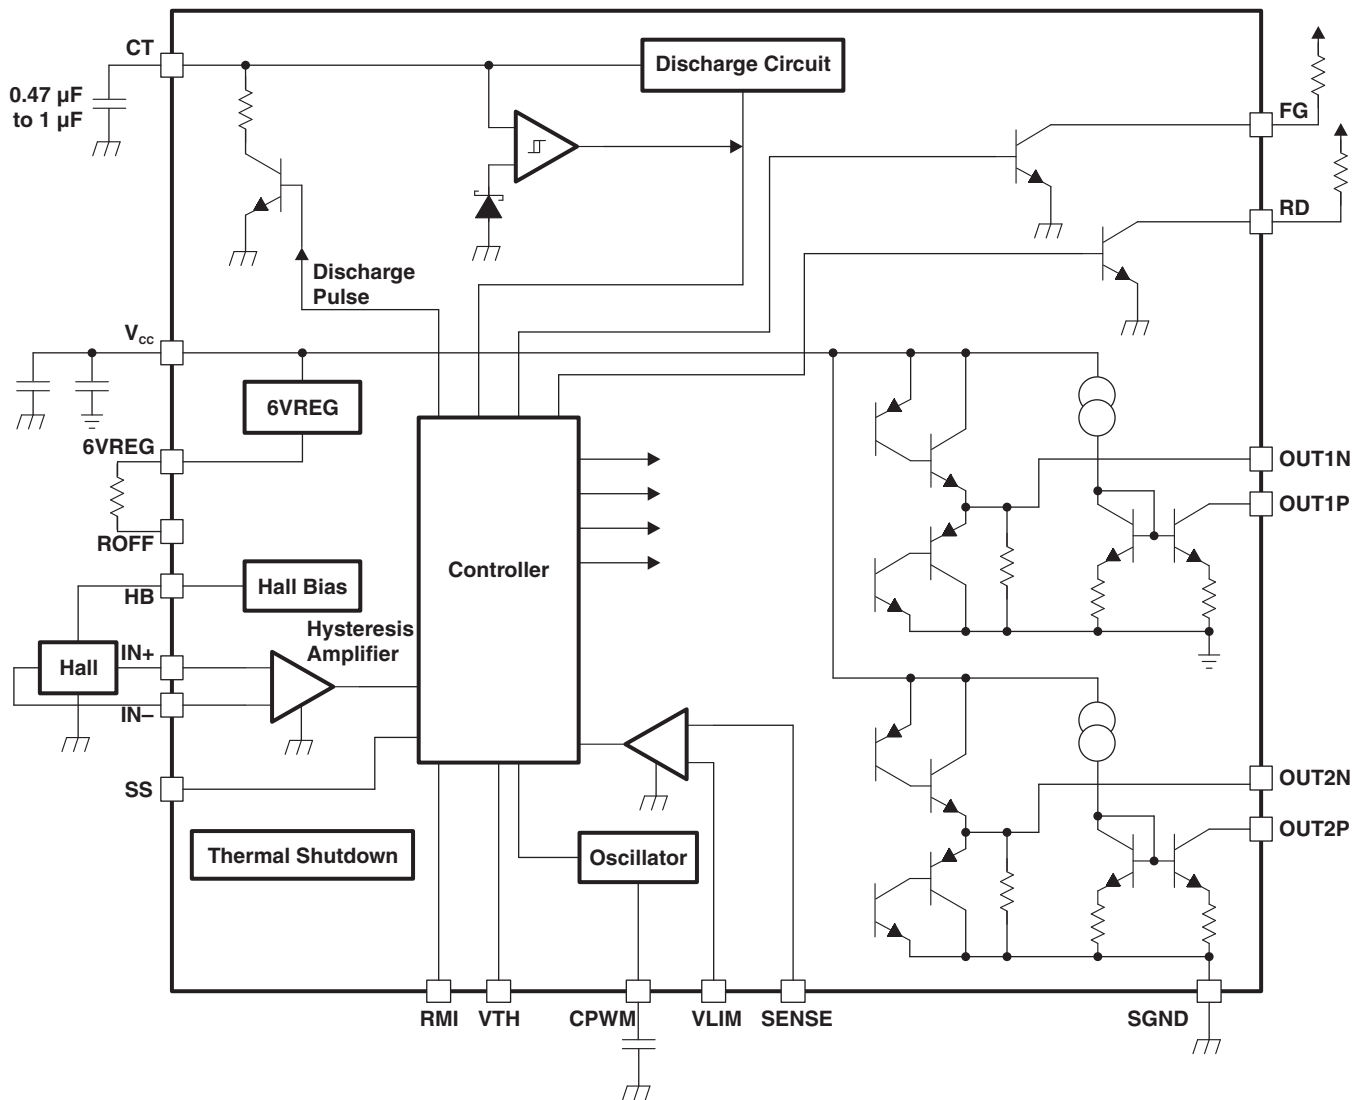 CT
Discharge Circuit
0.47 µF
to 1 µF
FG
RD
Discharge
Pulse
VCC
6VREG
6VREG
OUT1N
OUT1P
ROFF
Controller
HB
Hall Bias
Hysteresis
Amplifier
Hall
IN+
IN–
SS
OUT2N
OUT2P
Thermal Shutdown
Oscillator
RMI
VTH
CPWM
VLIM
SENSE
SGND